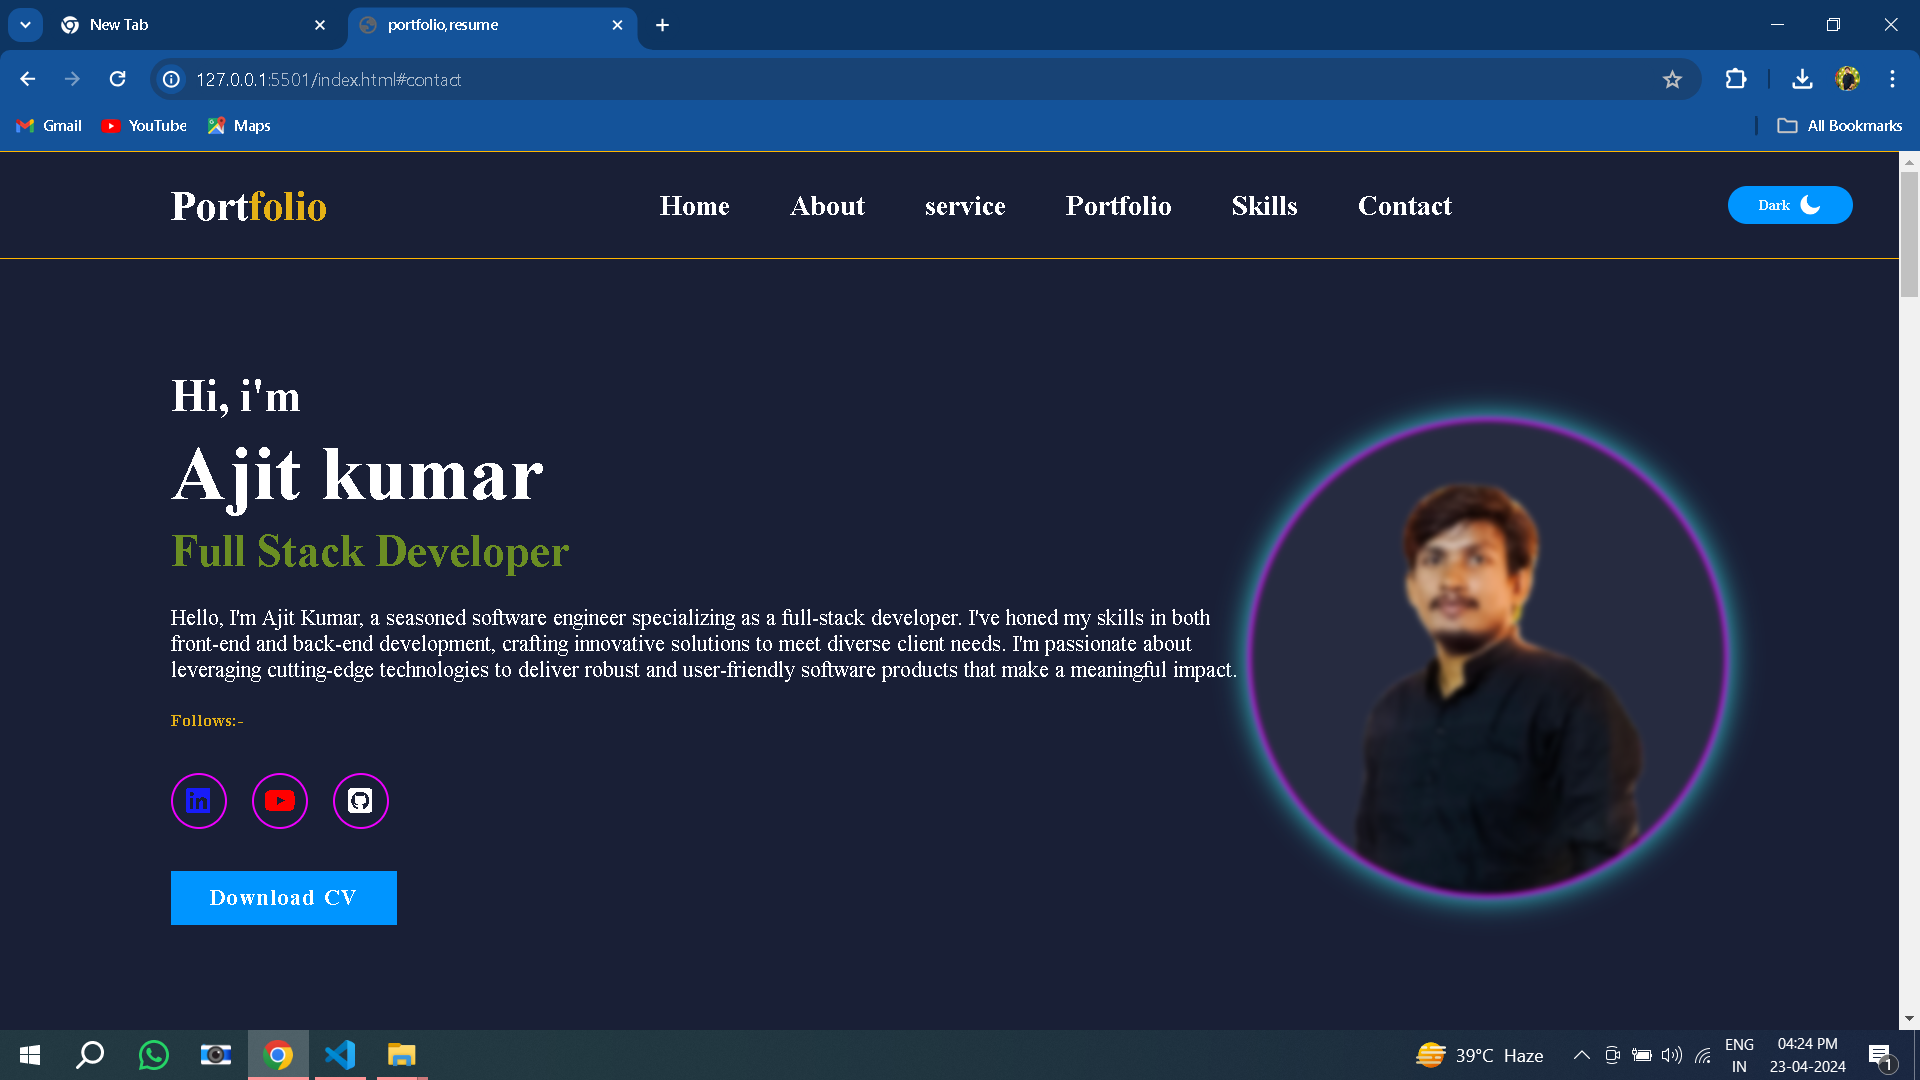 New Tab
portfolio,resume
127.0.0.1:5501/index.html#contact
Gmail
YouTube
Maps
All Bookmarks
Portfolio
Home
About
service
Portfolio
Skills
Contact
Dark
Hi, i'm
Ajit kumar
Full Stack Developer
Hello, I'm Ajit Kumar, a seasoned software engineer specializing as a full-stack developer. I've honed my skills in both
front-end and back-end development, crafting innovative solutions to meet diverse client needs. I'm passionate about
leveraging cutting-edge technologies to deliver robust and user-friendly software products that make a meaningful impact.
Follows:-
in
Download CV
39°C Haze
ENG
IN
04:24 PM
23-04-2024
1